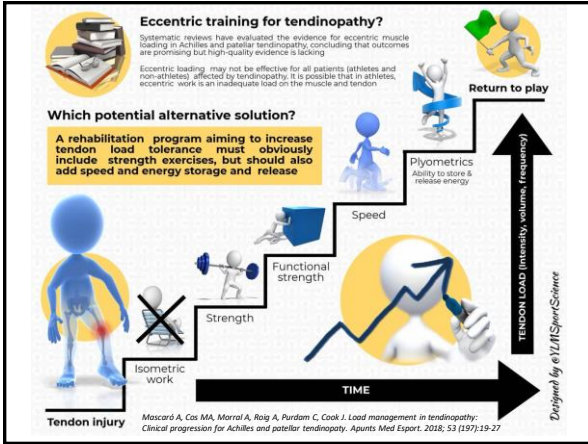 Eccentric training for tendinopathy?
Systematic reviews have evaluated the evidence for eccentric muscle
loading in Achilles and patellar tendinopathy, concluding that outcomes
are promising but high-quality evidence is lacking
Eccentric loading may not be effective for all patients (athletes and
non-athletes) affected by tendinopathy. It is possible that in athletes,
eccentric work is an inadequate load on the muscle and tendon
Which potential alternative solution?
A rehabilitation program aiming to increase
tendon load tolerance must obviously
include strength exercises, but should also
add speed and energy storage and release
Return to play
Plyometrics
Ability to store &
release energy
Speed
Functional
strength
Strength
Isometric
work
Tendon injury
TIME
TENDON LOAD (Intensity, volume, frequency)
Designed by @YLMSportScience
Mascaró A, Cos MA, Morral A, Roig A, Purdam C, Cook J. Load management in tendinopathy:
Clinical progression for Achilles and patellar tendinopaty. Apunts Med Esport. 2018; 53 (197):19-27